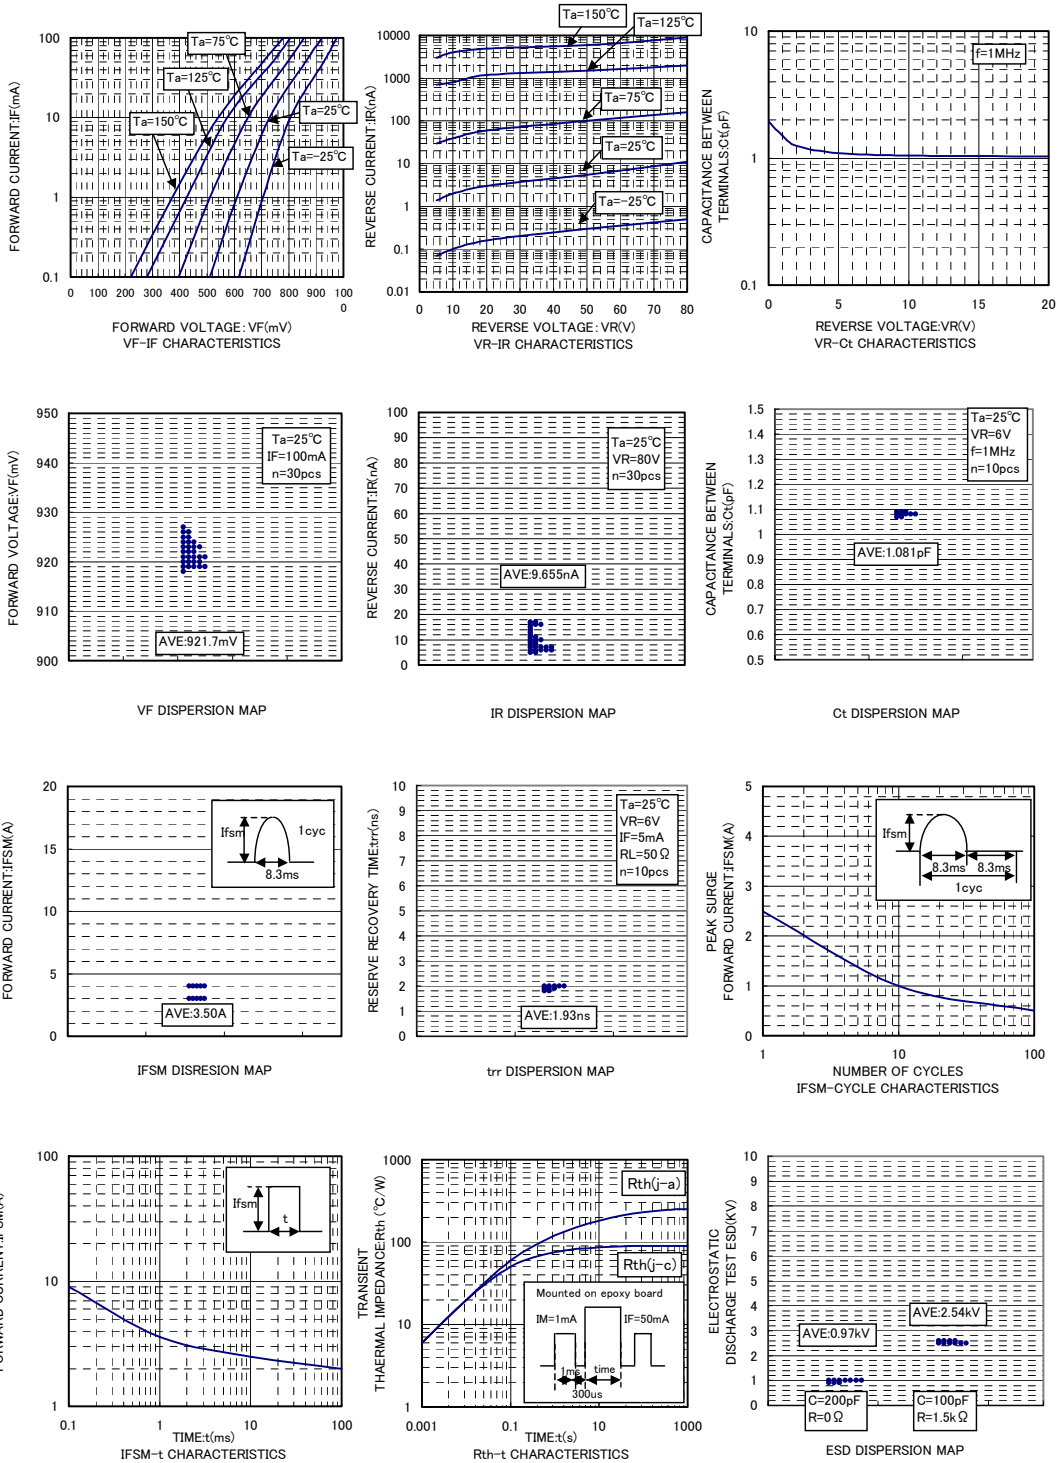 Ta=150℃
Ta=75℃
Ta=125℃
f=1MHz
Ta=125℃
Ta=75℃
Ta=150℃
Ta=25℃
Ta=25℃
Ta=-25℃
Ta=-25℃
FORWARD CURRENT:IF(mA)
100
10
1
0.1
0 100 200 300 400 500 600 700 800 900 100
0
FORWARD VOLTAGE:VF(mV)
VF-IF CHARACTERISTICS
REVERSE CURRENT:IR(nA)
10000
1000
100
10
1
0.1
0.01
0 10 20 30 40 50 60 70 80
REVERSE VOLTAGE:VR(V)
VR-IR CHARACTERISTICS
CAPACITANCE BETWEEN
TERMINALS:Ct(pF)
10
1
0.1
0 5 10 15 20
REVERSE VOLTAGE:VR(V)
VR-Ct CHARACTERISTICS
FORWARD VOLTAGE:VF(mV)
950
940
930
920
910
900
Ta=25℃
IF=100mA
n=30pcs
AVE:921.7mV
VF DISPERSION MAP
REVERSE CURRENT:IR(nA)
100
90
80
70
60
50
40
30
20
10
0
Ta=25℃
VR=80V
n=30pcs
AVE:9.655nA
IR DISPERSION MAP
CAPACITANCE BETWEEN
TERMINALS:Ct(pF)
1.5
1.4
1.3
1.2
1.1
1
0.9
0.8
0.7
0.6
0.5
Ta=25℃
VR=6V
f=1MHz
n=10pcs
AVE:1.081pF
Ct DISPERSION MAP
FORWARD CURRENT:IFSM(A)
20
15
10
5
0
Ifsm
1cyc
8.3ms
AVE:3.50A
IFSM DISRESION MAP
RESERVE RECOVERY TIME:trr(ns)
10
9
8
7
6
5
4
3
2
1
0
Ta=25℃
VR=6V
IF=5mA
RL=50Ω
n=10pcs
AVE:1.93ns
trr DISPERSION MAP
PEAK SURGE
FORWARD CURRENT:IFSM(A)
5
4
3
2
1
0
Ifsm
8.3ms 8.3ms
1cyc
1 10 100
NUMBER OF CYCLES
IFSM-CYCLE CHARACTERISTICS
100
10
1
Ifsm
t
0.1 1 10 100
TIME:t(ms)
IFSM-t CHARACTERISTICS
TRANSIENT
THAERMAL IMPEDANCE:Rth (℃/W)
1000
100
10
1
Rth(j-a)
Rth(j-c)
Mounted on epoxy board
IM=1mA IF=50mA
1ms time
300us
0.001 0.1 10 1000
TIME:t(s)
Rth-t CHARACTERISTICS
ELECTROSTATIC
DISCHARGE TEST ESD(KV)
10
9
8
7
6
5
4
3
2
1
0
AVE:2.54kV
AVE:0.97kV
C=200pF
R=0Ω
C=100pF
R=1.5kΩ
ESD DISPERSION MAP